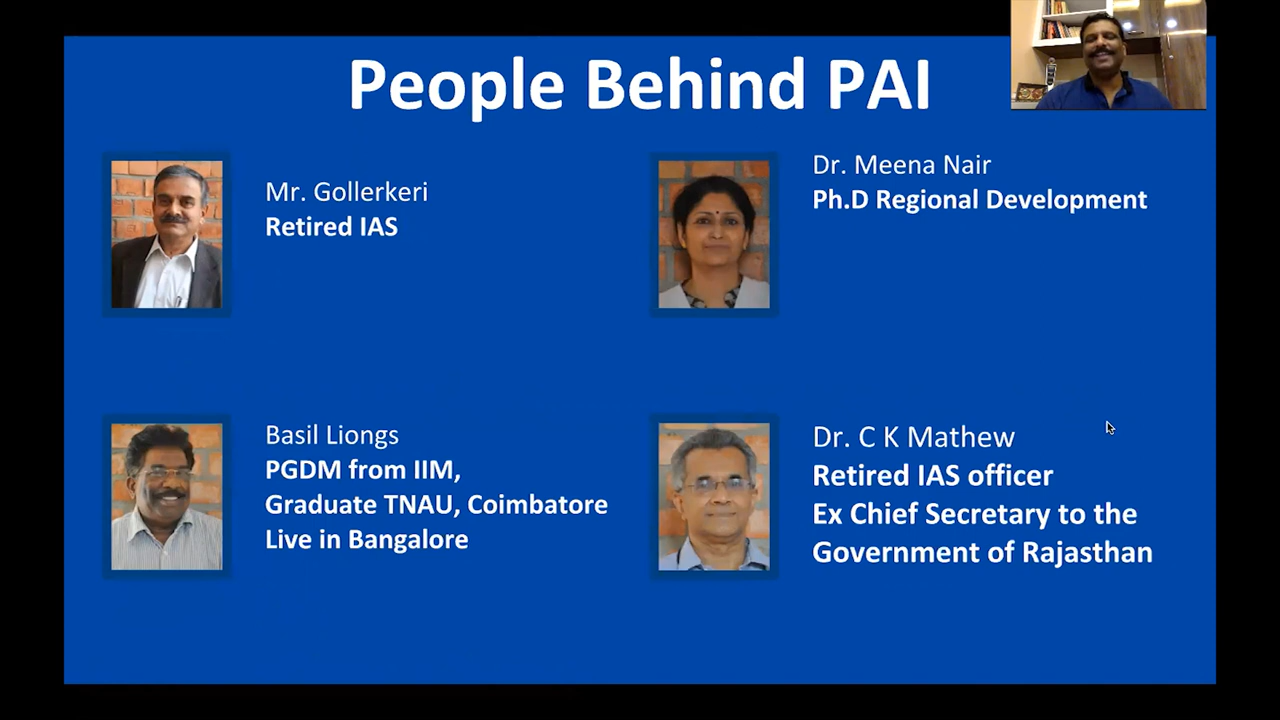 People Behind PAI
Mr. Gollerkeri
Retired IAS
Dr. Meena Nair
Ph.D Regional Development
Basil Liongs
PGDM from IIM,
Graduate TNAU, Coimbatore
Live in Bangalore
Dr. C K Mathew
Retired IAS officer
Ex Chief Secretary to the
Government of Rajasthan